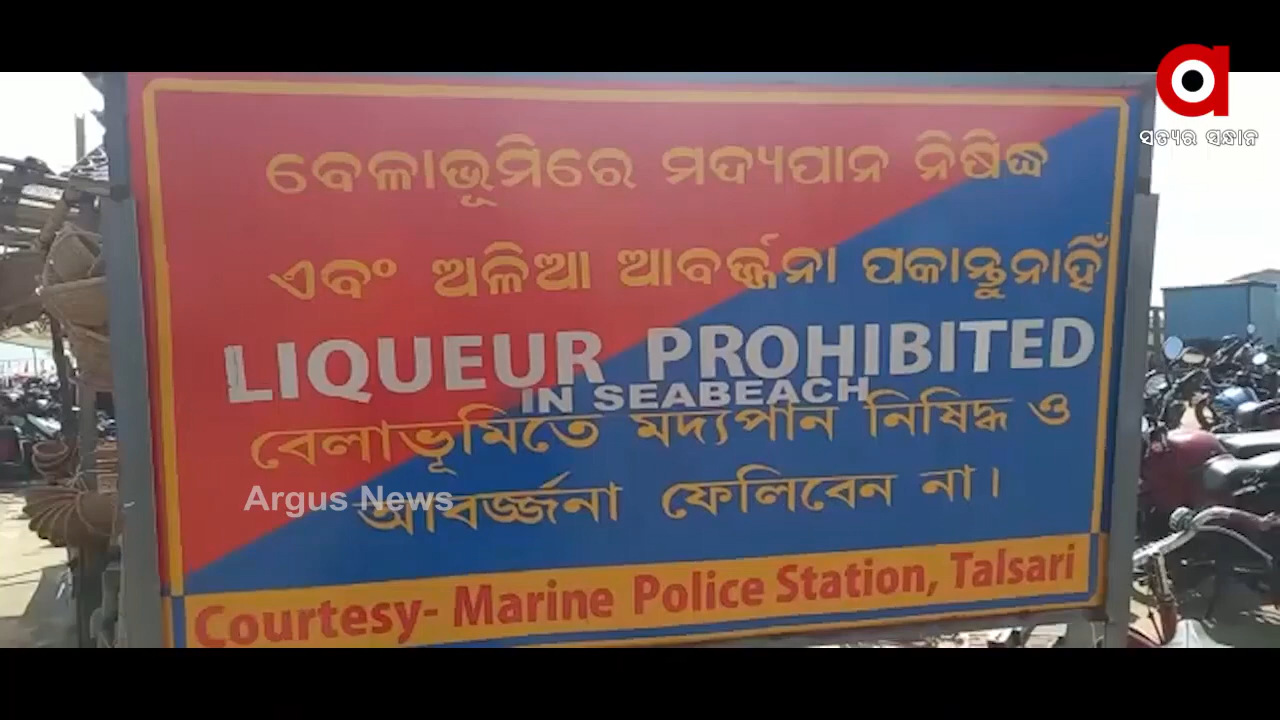 ସତ୍ୟର ସନ୍ଧାନ
ବେଳାଭୂମିରେ ମଦ୍ୟପାନ ନିଷିଦ୍ଧ
ଏବଂ ଅଳିଆ ଆବର୍ଜ୍ଜନା ପକାନ୍ତୁନାହିଁ
LIQUEUR PROHIBITED
IN SEABEACH
বেলাভূমিতে মদ্যপান নিষিদ্ধ ও
আবর্জ্জনা ফেলিবেন না।
Argus News
Courtesy- Marine Police Station, Talsari